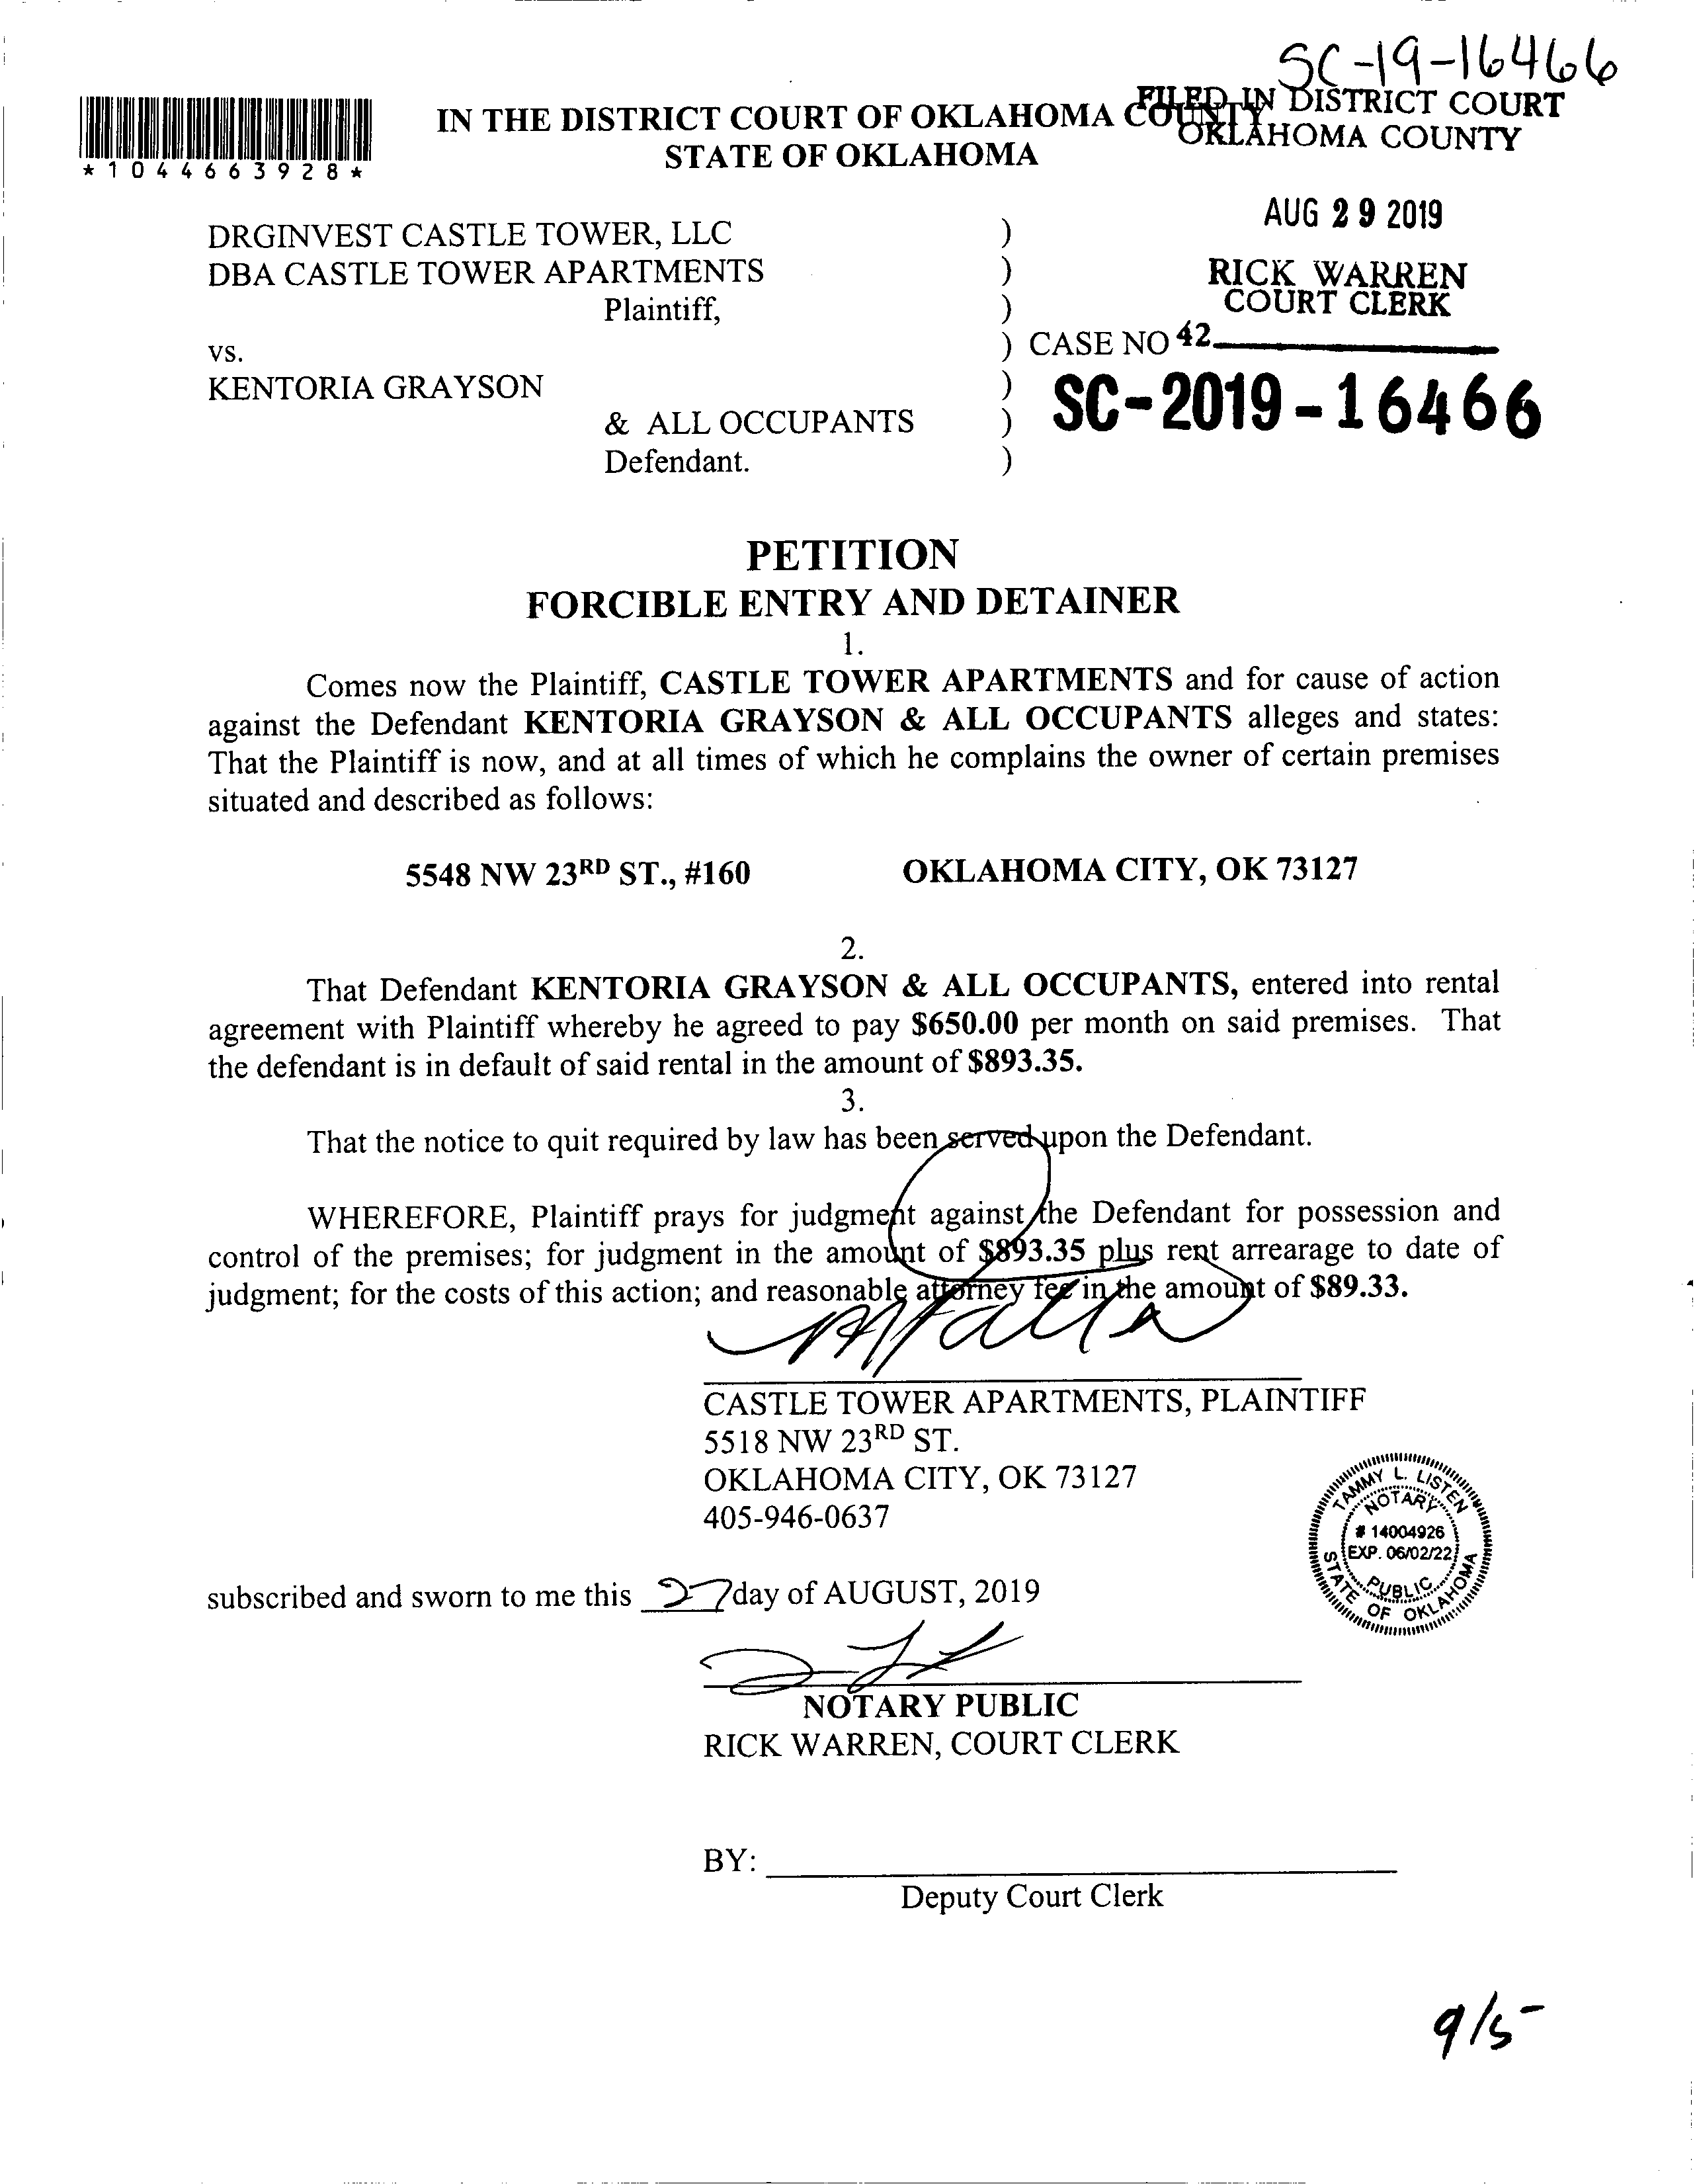 SC-19-16466
FILED IN DISTRICT COURT
OKLAHOMA COUNTY
*1044663928*
IN THE DISTRICT COURT OF OKLAHOMA COUNTY
STATE OF OKLAHOMA
AUG 29 2019
RICK WARREN
COURT CLERK
42
DRGINVEST CASTLE TOWER, LLC )
DBA CASTLE TOWER APARTMENTS )
Plaintiff, )
vs. ) CASE NO
KENTORIA GRAYSON ) SC-2019-16466
& ALL OCCUPANTS )
Defendant. )
PETITION
FORCIBLE ENTRY AND DETAINER
1.
Comes now the Plaintiff, CASTLE TOWER APARTMENTS and for cause of action
against the Defendant KENTORIA GRAYSON & ALL OCCUPANTS alleges and states:
That the Plaintiff is now, and at all times of which he complains the owner of certain premises
situated and described as follows:
5548 NW 23RD ST., #160 OKLAHOMA CITY, OK 73127
2.
That Defendant KENTORIA GRAYSON & ALL OCCUPANTS, entered into rental
agreement with Plaintiff whereby he agreed to pay $650.00 per month on said premises. That
the defendant is in default of said rental in the amount of $893.35.
3.
That the notice to quit required by law has been served upon the Defendant.
WHEREFORE, Plaintiff prays for judgment against the Defendant for possession and
control of the premises; for judgment in the amount of $893.35 plus rent arrearage to date of
judgment; for the costs of this action; and reasonable attorney fee in the amount of $89.33.
CASTLE TOWER APARTMENTS, PLAINTIFF
5518 NW 23RD ST.
OKLAHOMA CITY, OK 73127
405-946-0637
TAMMY L. LISTEN
NOTARY
# 14004926
EXP. 06/02/22
PUBLIC
STATE OF OKLAHOMA
subscribed and sworn to me this 27 day of AUGUST, 2019
NOTARY PUBLIC
RICK WARREN, COURT CLERK
BY:
Deputy Court Clerk
9/5